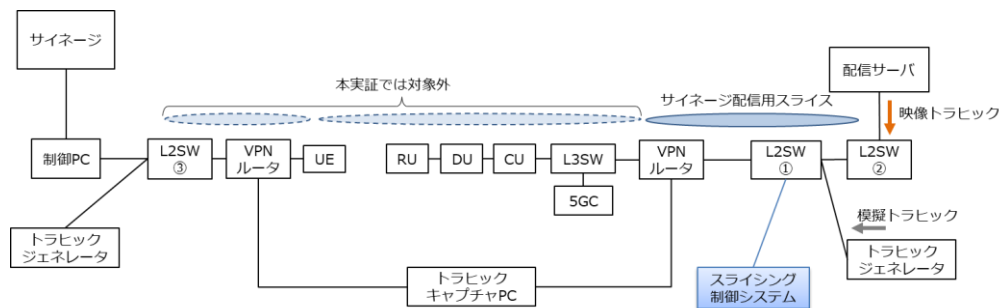 サイネージ
配信サーバ
本実証では対象外
サイネージ配信用スライス
映像トラヒック
制御PC
L2SW
③
VPN
ルータ
UE
RU
DU
CU
L3SW
VPN
ルータ
L2SW
①
L2SW
②
5GC
模擬トラヒック
トラヒック
ジェネレータ
トラヒック
キャプチャPC
スライシング
制御システム
トラヒック
ジェネレータ